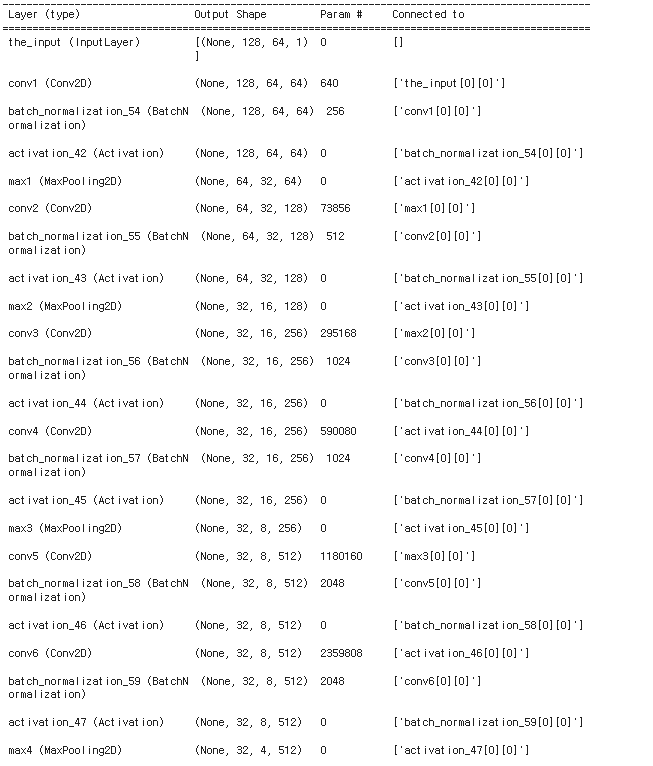 Layer (type) Output Shape Param # Connected to
the_input (InputLayer) [(None, 128, 64, 1) 0 []
]
conv1 (Conv2D) (None, 128, 64, 64) 640 ['the_input[0][0]']
batch_normalization_54 (BatchN (None, 128, 64, 64) 256 ['conv1[0][0]']
ormalization)
activation_42 (Activation) (None, 128, 64, 64) 0 ['batch_normalization_54[0][0]']
max1 (MaxPooling2D) (None, 64, 32, 64) 0 ['activation_42[0][0]']
conv2 (Conv2D) (None, 64, 32, 128) 73856 ['max1[0][0]']
batch_normalization_55 (BatchN (None, 64, 32, 128) 512 ['conv2[0][0]']
ormalization)
activation_43 (Activation) (None, 64, 32, 128) 0 ['batch_normalization_55[0][0]']
max2 (MaxPooling2D) (None, 32, 16, 128) 0 ['activation_43[0][0]']
conv3 (Conv2D) (None, 32, 16, 256) 295168 ['max2[0][0]']
batch_normalization_56 (BatchN (None, 32, 16, 256) 1024 ['conv3[0][0]']
ormalization)
activation_44 (Activation) (None, 32, 16, 256) 0 ['batch_normalization_56[0][0]']
conv4 (Conv2D) (None, 32, 16, 256) 590080 ['activation_44[0][0]']
batch_normalization_57 (BatchN (None, 32, 16, 256) 1024 ['conv4[0][0]']
ormalization)
activation_45 (Activation) (None, 32, 16, 256) 0 ['batch_normalization_57[0][0]']
max3 (MaxPooling2D) (None, 32, 8, 256) 0 ['activation_45[0][0]']
conv5 (Conv2D) (None, 32, 8, 512) 1180160 ['max3[0][0]']
batch_normalization_58 (BatchN (None, 32, 8, 512) 2048 ['conv5[0][0]']
ormalization)
activation_46 (Activation) (None, 32, 8, 512) 0 ['batch_normalization_58[0][0]']
conv6 (Conv2D) (None, 32, 8, 512) 2359808 ['activation_46[0][0]']
batch_normalization_59 (BatchN (None, 32, 8, 512) 2048 ['conv6[0][0]']
ormalization)
activation_47 (Activation) (None, 32, 8, 512) 0 ['batch_normalization_59[0][0]']
max4 (MaxPooling2D) (None, 32, 4, 512) 0 ['activation_47[0][0]']